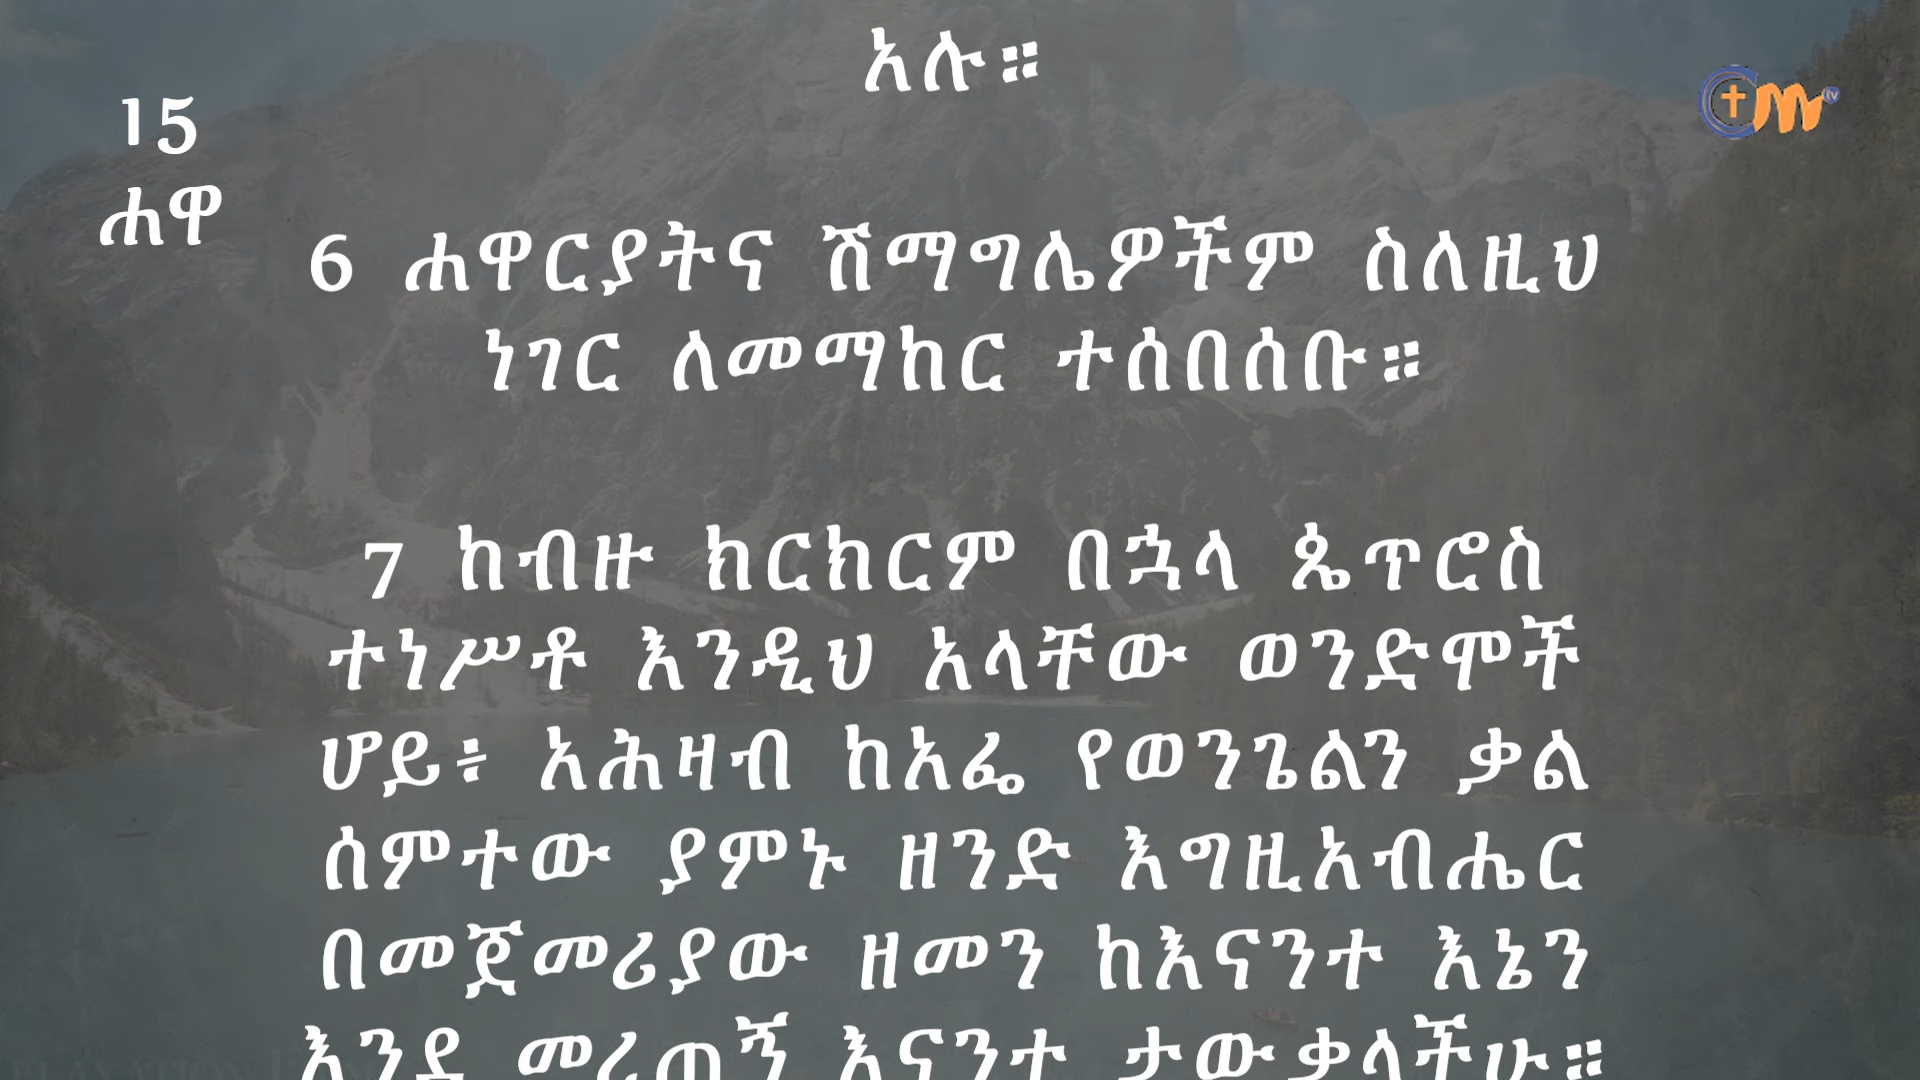 አሉ።
15
ሐዋ
6 ሐዋርያትና ሽማግሌዎችም ስለዚህ
ነገር ለመማከር ተሰበሰቡ።
7 ከብዙ ክርክርም በኋላ ጴጥሮስ
ተነሥቶ እንዲህ አላቸው ወንድሞች
ሆይ፥ አሕዛብ ከአፌ የወንጌልን ቃል
ሰምተው ያምኑ ዘንድ እግዚአብሔር
በመጀመሪያው ዘመን ከእናንተ እኔን
እንደ መረጠኝ እናንተ ታውቃላችሁ።